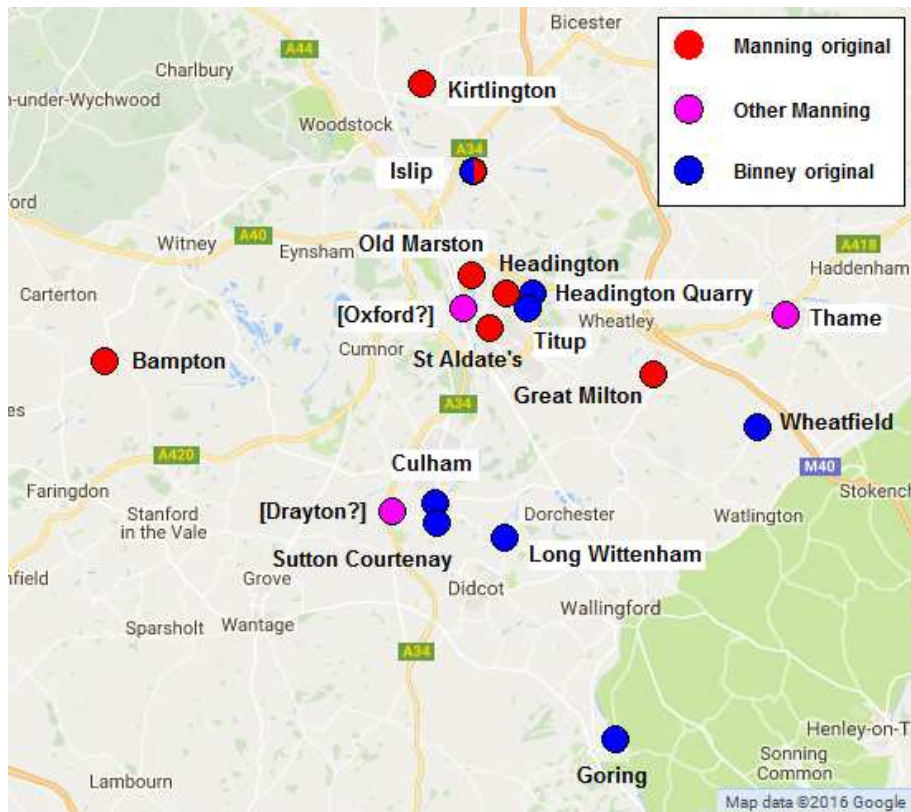 Bicester
Manning original
A44
Charlbury
Kirtlington
n-under-Wychwood
Other Manning
Woodstock
A34
Islip
Binney original
ford
Witney
A40
Eynsham
Old Marston
A418
Headington
Haddenham
Carterton
Headington Quarry
[Oxford?]
Wheatley
Thame
Titup
Cumnor
St Aldate's
Bampton
Great Milton
es
A34
Wheatfield
A420
Culham
M40
Faringdon
Stokench
[Drayton?]
Dorchester
Watlington
Stanford
in the Vale
Sutton Courtenay
Long Wittenham
nfield
Grove
Didcot
Wallingford
Sparsholt
Wantage
A34
Henley-on-T
Goring
Sonning
Common
Lambourn
Map data ©2016 Google